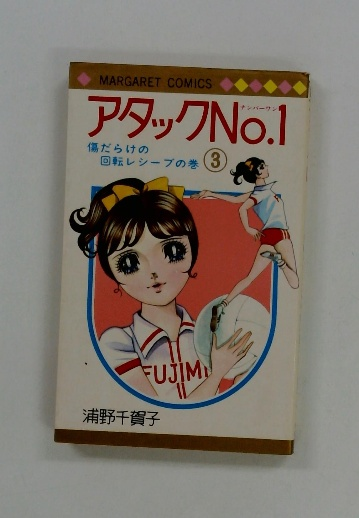 MARGARET COMICS
アタックNo.1
ナンバーワン
傷だらけの
回転レシーブの巻 ③
FUJIMI
浦野千賀子